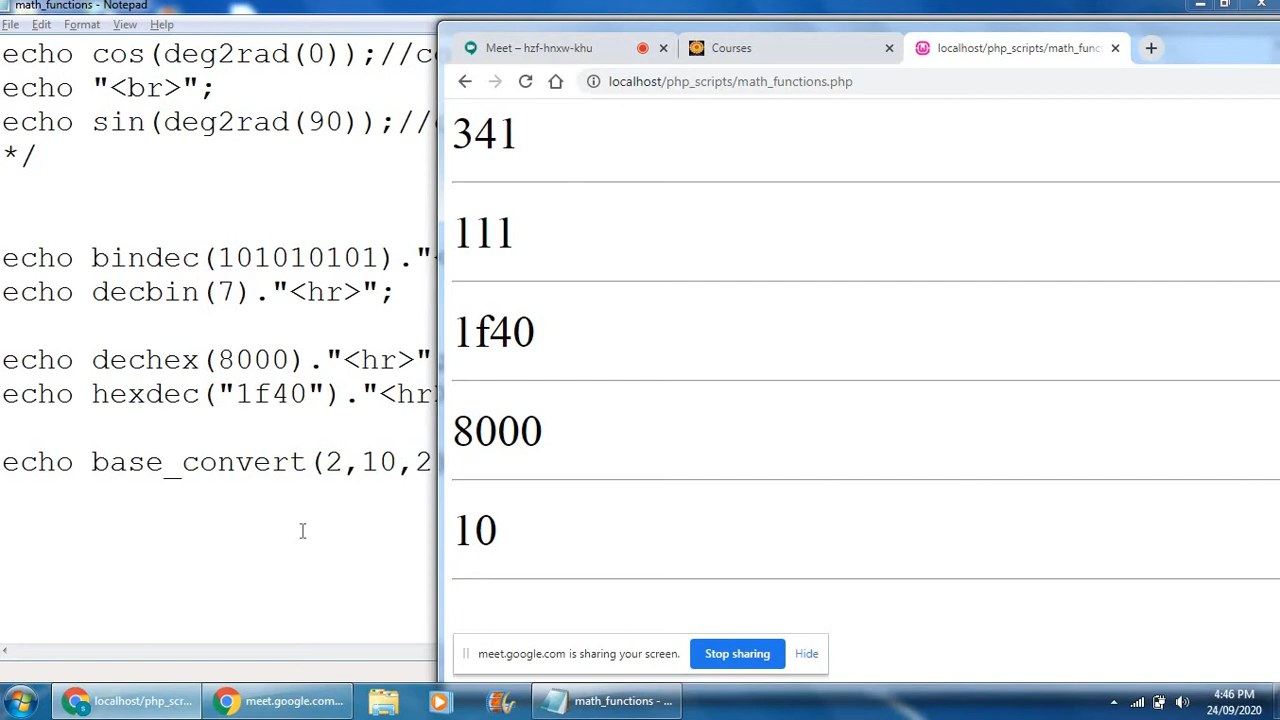 math_functions - Notepad
File Edit Format View Help
echo cos(deg2rad(0));//c
echo "<br>";
echo sin(deg2rad(90));//
*/
echo bindec(101010101)."
echo decbin(7)."<hr>";
echo dechex(8000)."<hr>"
echo hexdec("1f40")."<hr
echo base_convert(2,10,2
Meet – hzf-hnxw-khu
Courses
localhost/php_scripts/math_func
localhost/php_scripts/math_functions.php
341
111
1f40
8000
10
meet.google.com is sharing your screen. Stop sharing Hide
localhost/php_scr...
meet.google.com...
math_functions - ...
4:46 PM
24/09/2020